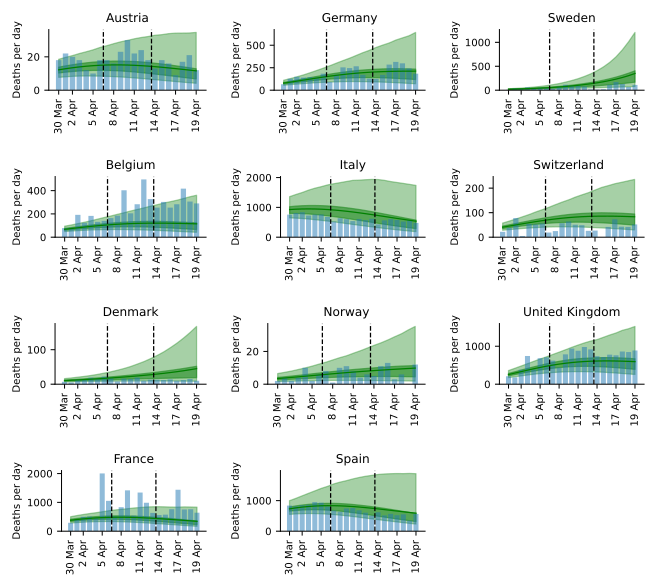 Austria
Deaths per day
20
0
30 Mar
2 Apr
5 Apr
8 Apr
11 Apr
14 Apr
17 Apr
19 Apr
Germany
Deaths per day
500
250
0
30 Mar
2 Apr
5 Apr
8 Apr
11 Apr
14 Apr
17 Apr
19 Apr
Sweden
Deaths per day
1000
500
0
30 Mar
2 Apr
5 Apr
8 Apr
11 Apr
14 Apr
17 Apr
19 Apr
Belgium
Deaths per day
400
200
0
30 Mar
2 Apr
5 Apr
8 Apr
11 Apr
14 Apr
17 Apr
19 Apr
Italy
Deaths per day
2000
1000
0
30 Mar
2 Apr
5 Apr
8 Apr
11 Apr
14 Apr
17 Apr
19 Apr
Switzerland
Deaths per day
200
100
0
30 Mar
2 Apr
5 Apr
8 Apr
11 Apr
14 Apr
17 Apr
19 Apr
Denmark
Deaths per day
100
0
30 Mar
2 Apr
5 Apr
8 Apr
11 Apr
14 Apr
17 Apr
19 Apr
Norway
Deaths per day
20
0
30 Mar
2 Apr
5 Apr
8 Apr
11 Apr
14 Apr
17 Apr
19 Apr
United Kingdom
Deaths per day
1000
0
30 Mar
2 Apr
5 Apr
8 Apr
11 Apr
14 Apr
17 Apr
19 Apr
France
Deaths per day
2000
1000
0
30 Mar
2 Apr
5 Apr
8 Apr
11 Apr
14 Apr
17 Apr
19 Apr
Spain
Deaths per day
1000
0
30 Mar
2 Apr
5 Apr
8 Apr
11 Apr
14 Apr
17 Apr
19 Apr